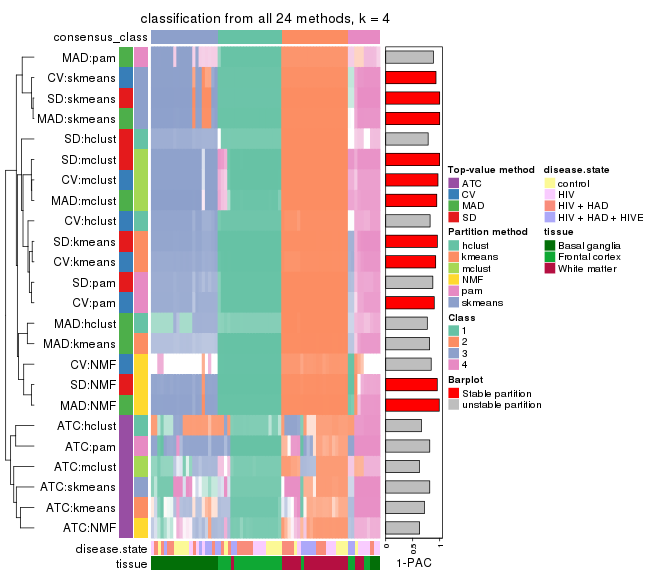 classification from all 24 methods, k = 4
consensus_class
MAD:pam
CV:skmeans
SD:skmeans
MAD:skmeans
SD:hclust
SD:mclust
CV:mclust
MAD:mclust
CV:hclust
SD:kmeans
CV:kmeans
SD:pam
CV:pam
MAD:hclust
MAD:kmeans
CV:NMF
SD:NMF
MAD:NMF
ATC:hclust
ATC:pam
ATC:mclust
ATC:skmeans
ATC:kmeans
ATC:NMF
disease.state
tissue
0
0.5
1
1-PAC
Top-value method
ATC
CV
MAD
SD
Partition method
hclust
kmeans
mclust
NMF
pam
skmeans
Class
1
2
3
4
Barplot
Stable partition
unstable partition
disease.state
control
HIV
HIV + HAD
HIV + HAD + HIVE
tissue
Basal ganglia
Frontal cortex
White matter